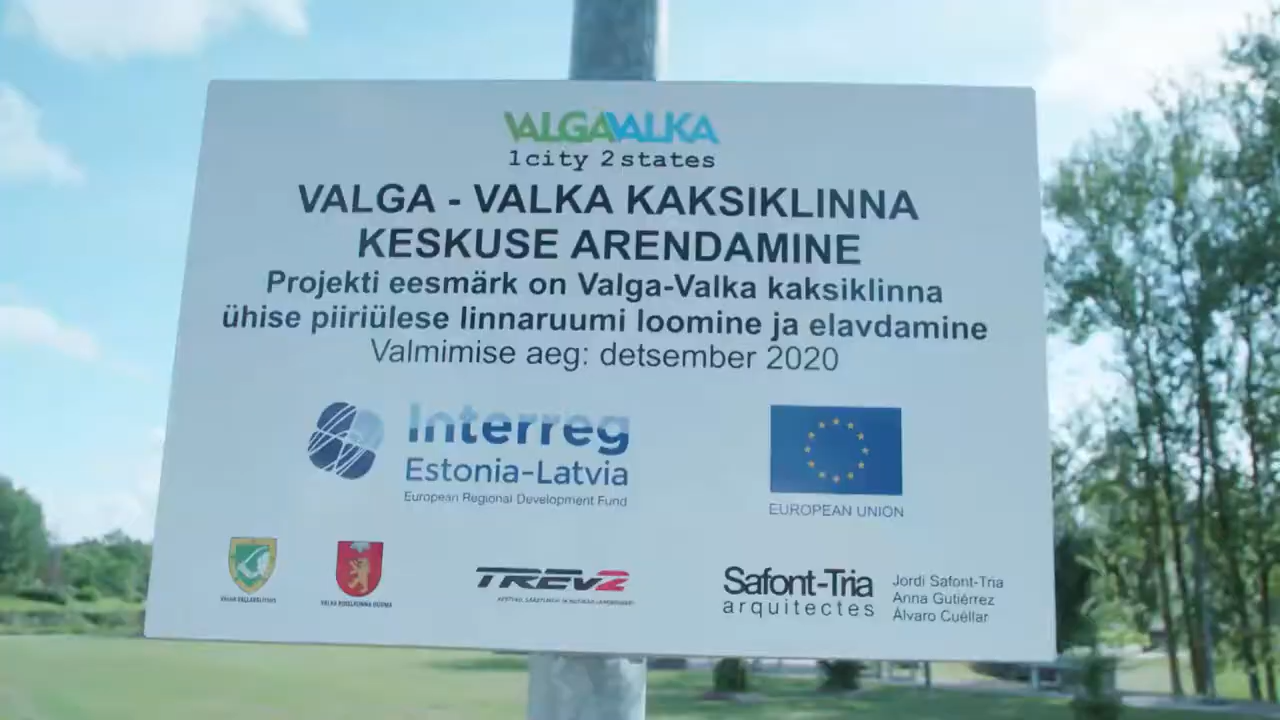 VALGAVALKA
1city 2states
VALGA - VALKA KAKSIKLINNA
KESKUSE ARENDAMINE
Projekti eesmärk on Valga-Valka kaksiklinna
ühise piiriülese linnaruumi loomine ja elavdamine
Valmimise aeg: detsember 2020
Interreg
Estonia-Latvia
European Regional Development Fund
EUROPEAN UNION
TREV2
Safont-Tria
arquitectes
Jordi Safont-Tria
Anna Gutiérrez
Álvaro Cuéllar